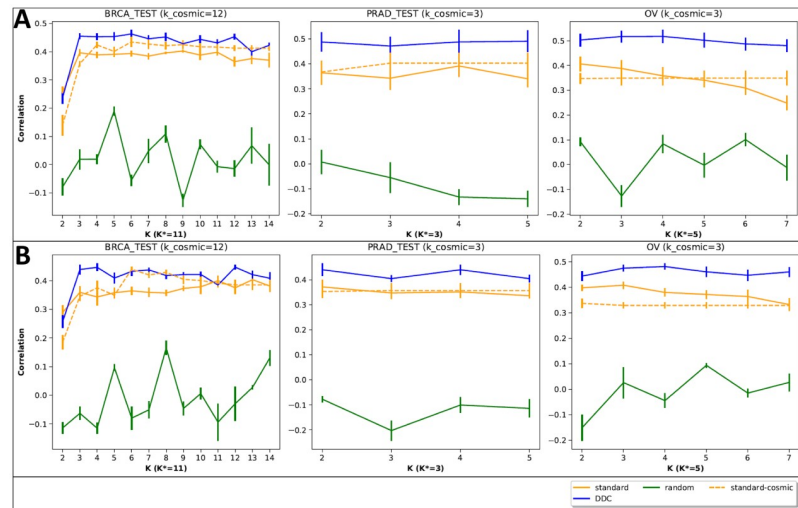 A
BRCA_TEST (k_cosmic=12)
PRAD_TEST (k_cosmic=3)
OV (k_cosmic=3)
Correlation
0.5
0.4
0.3
0.2
0.1
0.0
−0.1
0.5
0.4
0.3
0.2
0.1
0.0
−0.1
−0.2
0.6
0.5
0.4
0.3
0.2
0.1
0.0
−0.1
−0.2
2 3 4 5 6 7 8 9 10 11 12 13 14
2 3 4 5
2 3 4 5 6 7
K (K*=11)
K (K*=3)
K (K*=5)
B
BRCA_TEST (k_cosmic=12)
PRAD_TEST (k_cosmic=3)
OV (k_cosmic=3)
Correlation
0.5
0.4
0.3
0.2
0.1
0.0
−0.1
0.5
0.4
0.3
0.2
0.1
0.0
−0.1
−0.2
0.5
0.4
0.3
0.2
0.1
0.0
−0.1
−0.2
2 3 4 5 6 7 8 9 10 11 12 13 14
2 3 4 5
2 3 4 5 6 7
K (K*=11)
K (K*=3)
K (K*=5)
standard random standard-cosmic
DDC